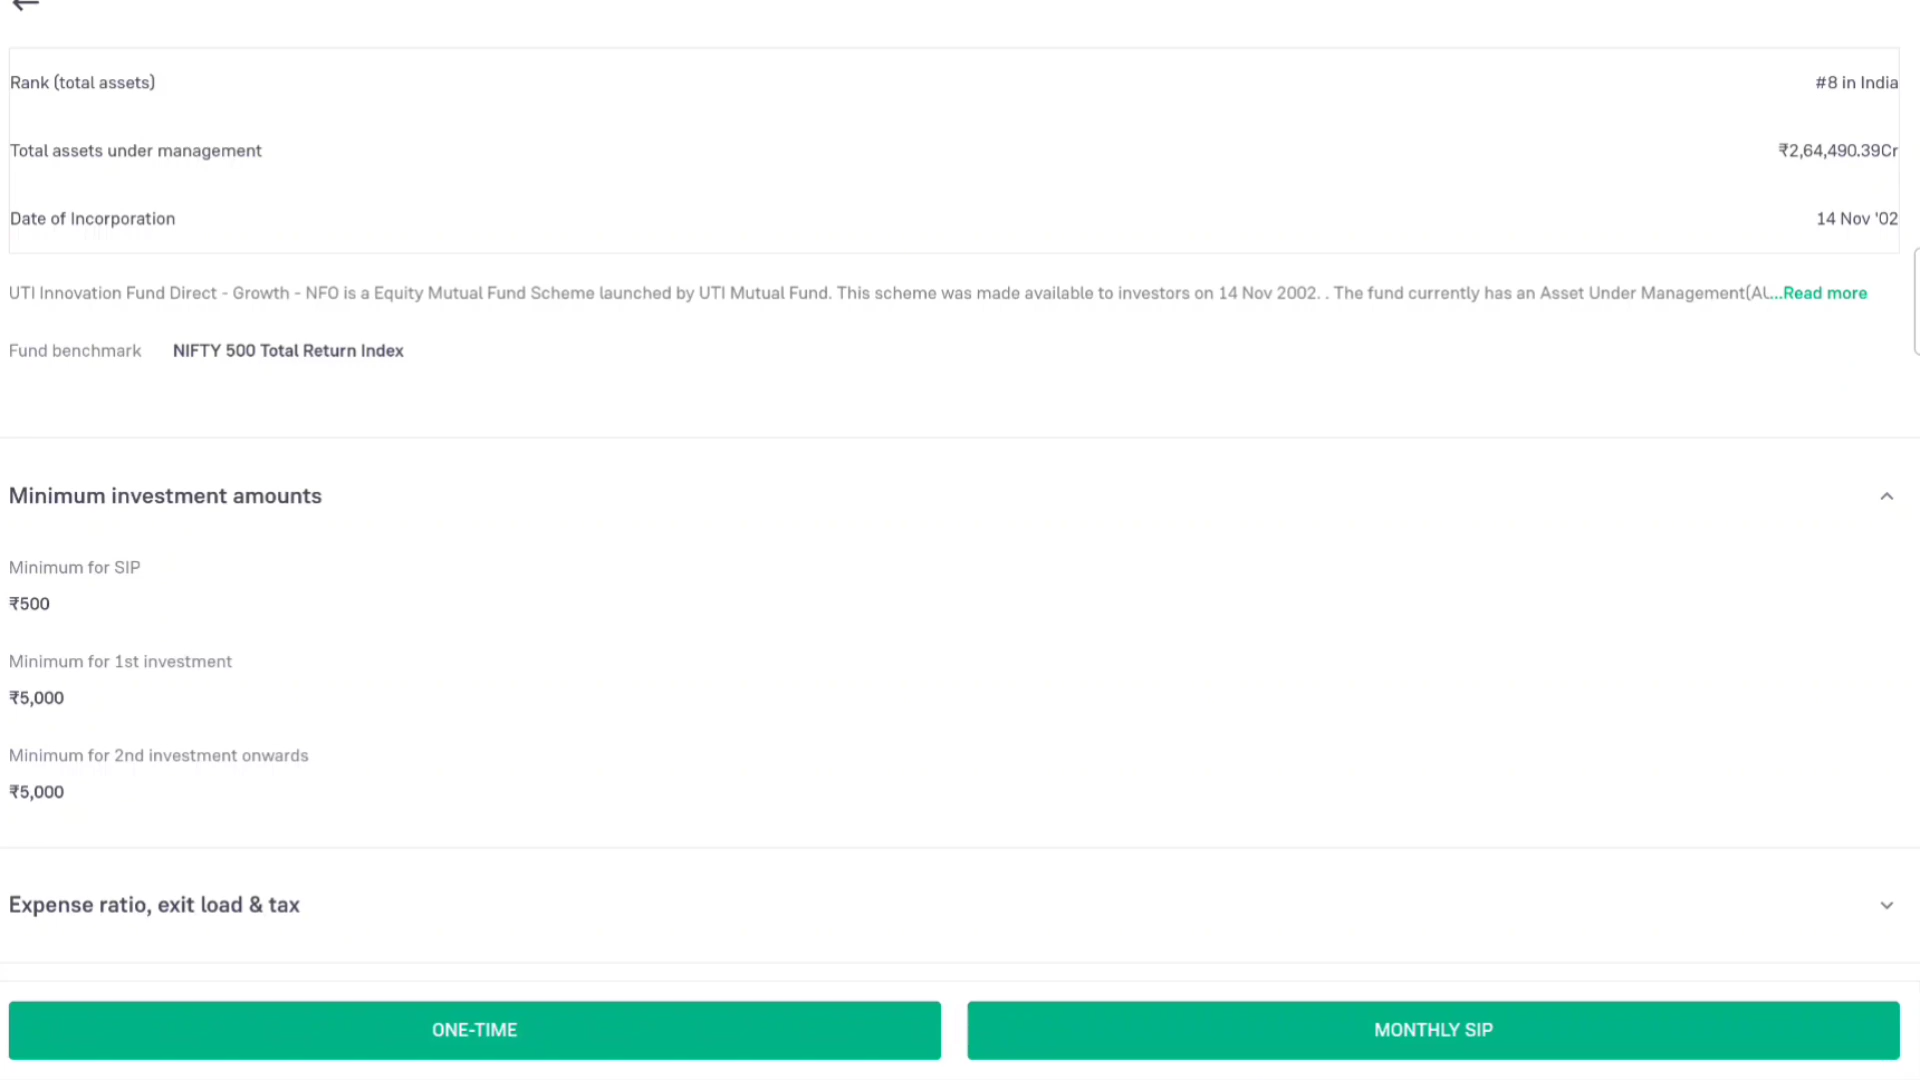 Rank (total assets) #8 in India
Total assets under management ₹2,64,490.39Cr
Date of Incorporation 14 Nov '02
UTI Innovation Fund Direct - Growth - NFO is a Equity Mutual Fund Scheme launched by UTI Mutual Fund. This scheme was made available to investors on 14 Nov 2002. . The fund currently has an Asset Under Management(AU...Read more
Fund benchmark NIFTY 500 Total Return Index
Minimum investment amounts
Minimum for SIP
₹500
Minimum for 1st investment
₹5,000
Minimum for 2nd investment onwards
₹5,000
Expense ratio, exit load & tax
ONE-TIME MONTHLY SIP